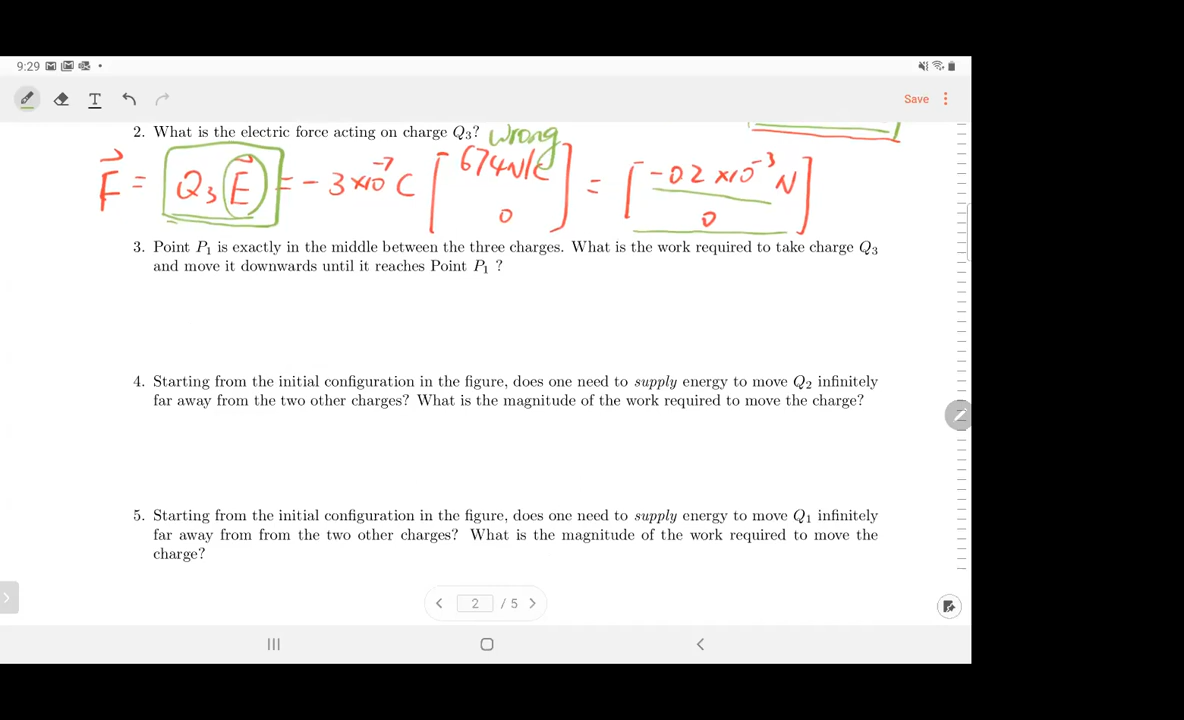 9:29
Save
2. What is the electric force acting on charge Q₃? wrong
F⃗ = Q₃ E⃗ = - 3×10⁻⁷ C [ 674 N/C 0 ] = [ -02 ×10⁻³ N 0 ]
3. Point P₁ is exactly in the middle between the three charges. What is the work required to take charge Q₃
and move it downwards until it reaches Point P₁ ?
4. Starting from the initial configuration in the figure, does one need to supply energy to move Q₂ infinitely
far away from the two other charges? What is the magnitude of the work required to move the charge?
5. Starting from the initial configuration in the figure, does one need to supply energy to move Q₁ infinitely
far away from from the two other charges? What is the magnitude of the work required to move the
charge?
2 / 5